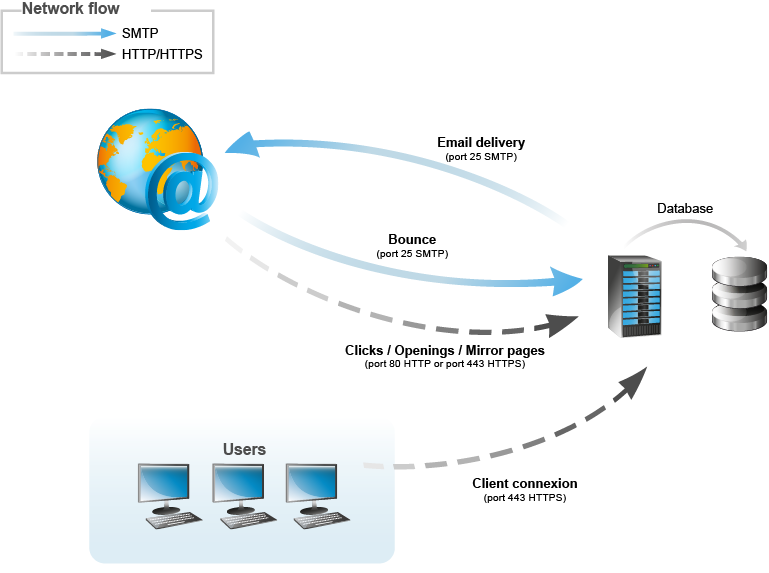 Network flow
SMTP
HTTP/HTTPS
Email delivery
(port 25 SMTP)
Database
Bounce
(port 25 SMTP)
Clicks / Openings / Mirror pages
(port 80 HTTP or port 443 HTTPS)
Users
Client connexion
(port 443 HTTPS)